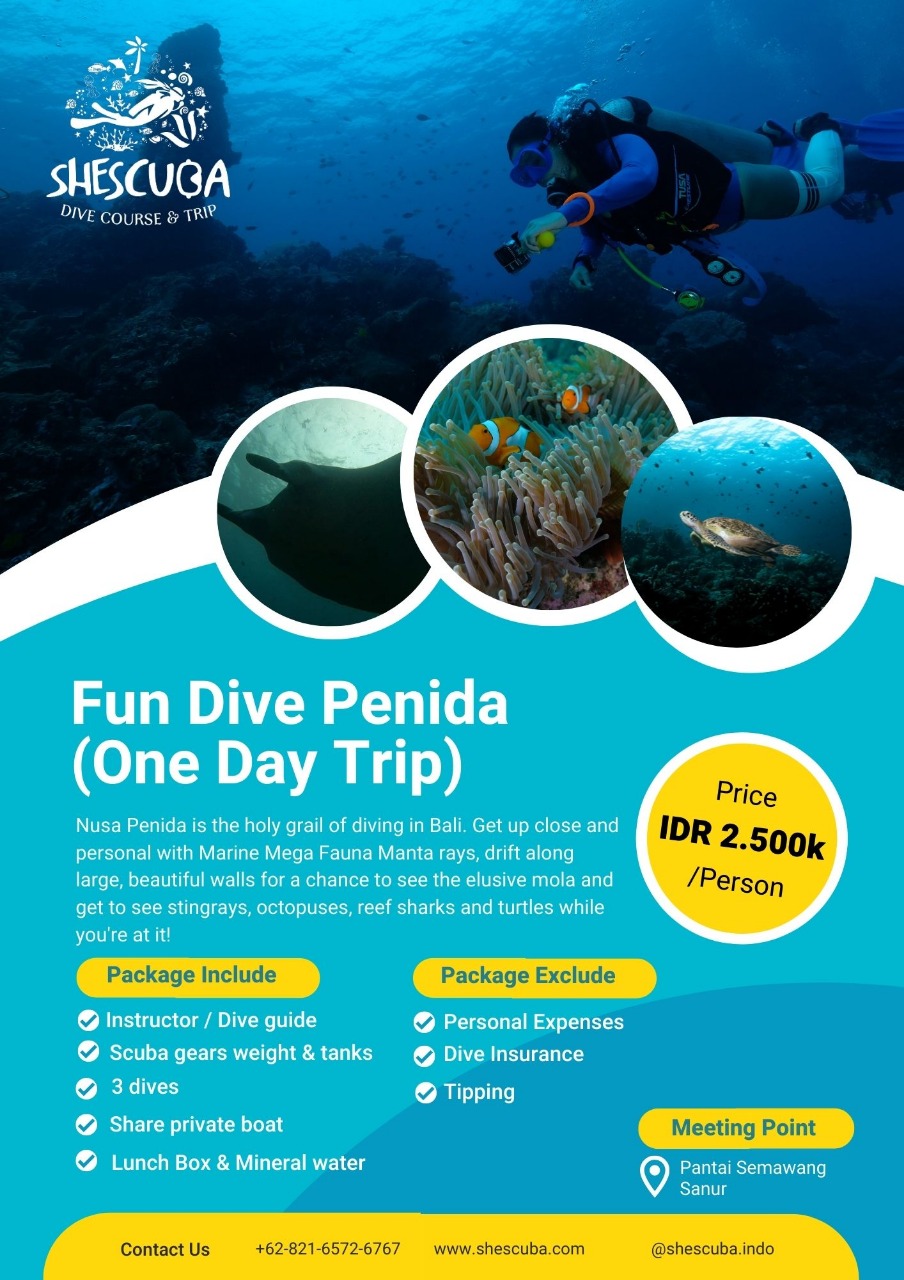 SHESCUBA
DIVE COURSE & TRIP
TUSA
Fun Dive Penida
(One Day Trip)
Nusa Penida is the holy grail of diving in Bali. Get up close and
personal with Marine Mega Fauna Manta rays, drift along
large, beautiful walls for a chance to see the elusive mola and
get to see stingrays, octopuses, reef sharks and turtles while
you're at it!
Price
IDR 2.500k
/Person
Package Include
Instructor / Dive guide
Scuba gears weight & tanks
3 dives
Share private boat
Lunch Box & Mineral water
Package Exclude
Personal Expenses
Dive Insurance
Tipping
Meeting Point
Pantai Semawang
Sanur
Contact Us
+62-821-6572-6767
www.shescuba.com
@shescuba.indo